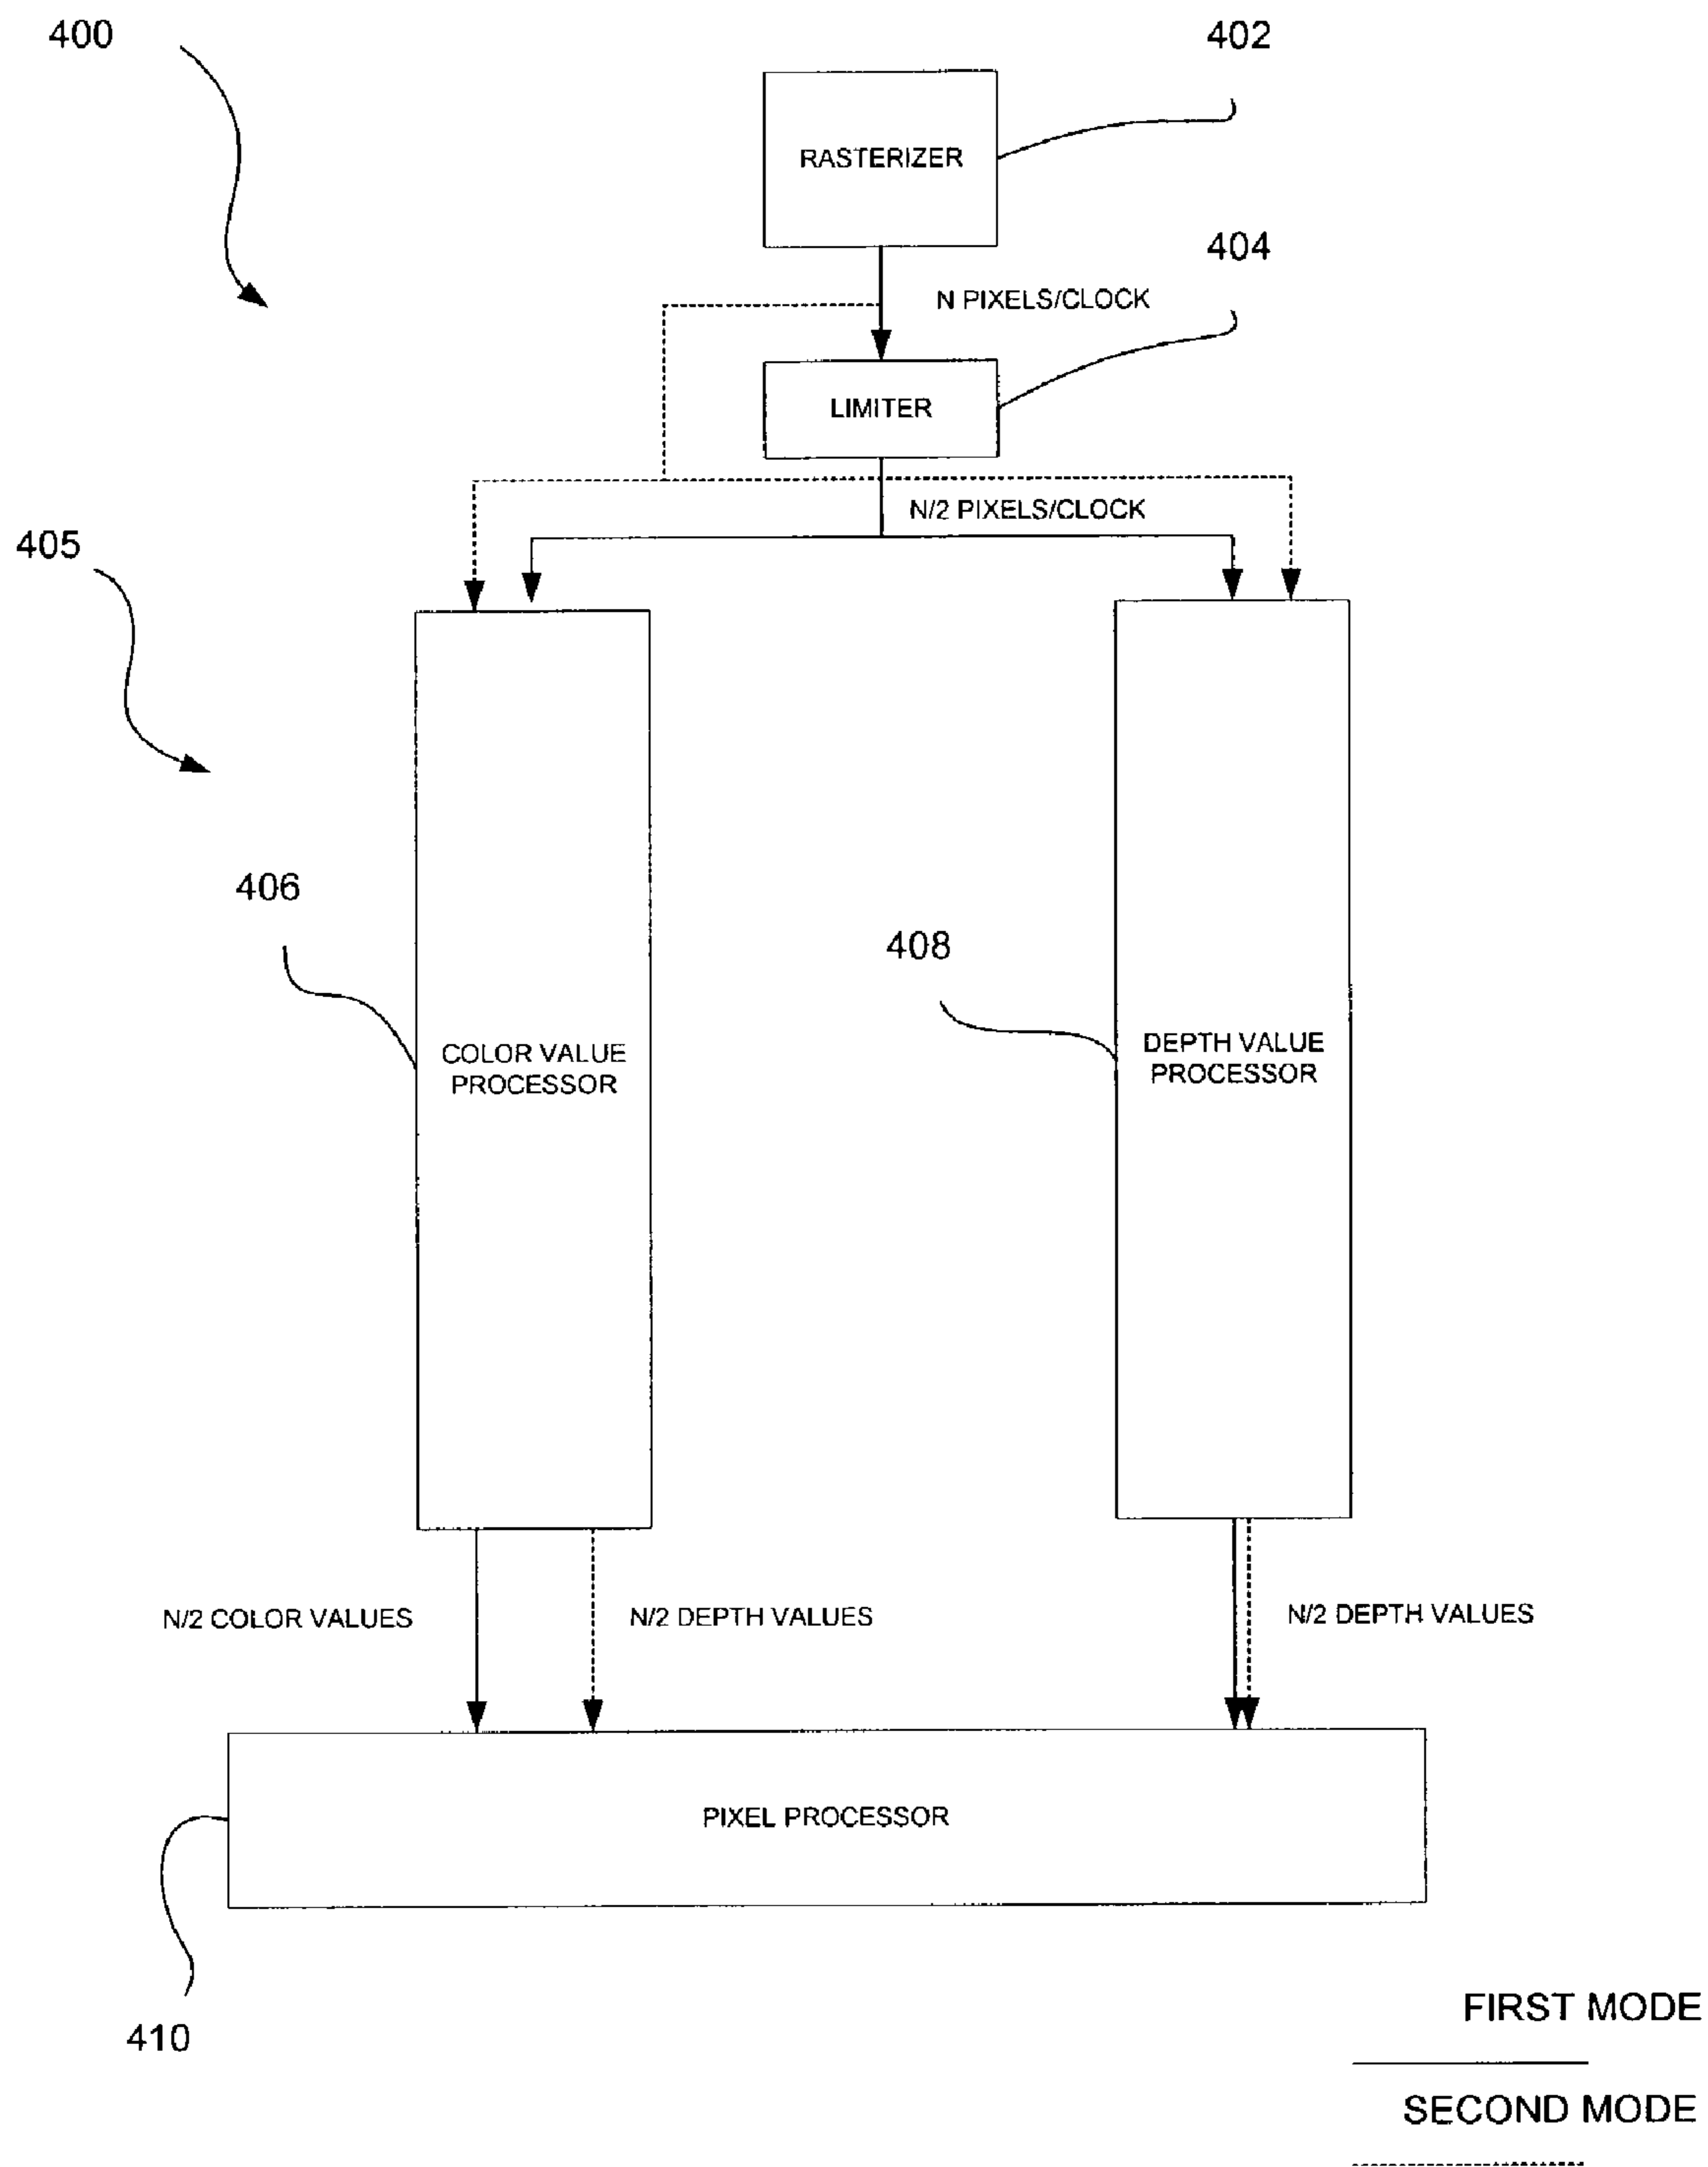 400
402
RASTERIZER
404
N PIXELS/CLOCK
LIMITER
N/2 PIXELS/CLOCK
405
406
408
COLOR VALUE
PROCESSOR
DEPTH VALUE
PROCESSOR
N/2 COLOR VALUES
N/2 DEPTH VALUES
N/2 DEPTH VALUES
PIXEL PROCESSOR
410
FIRST MODE
SECOND MODE